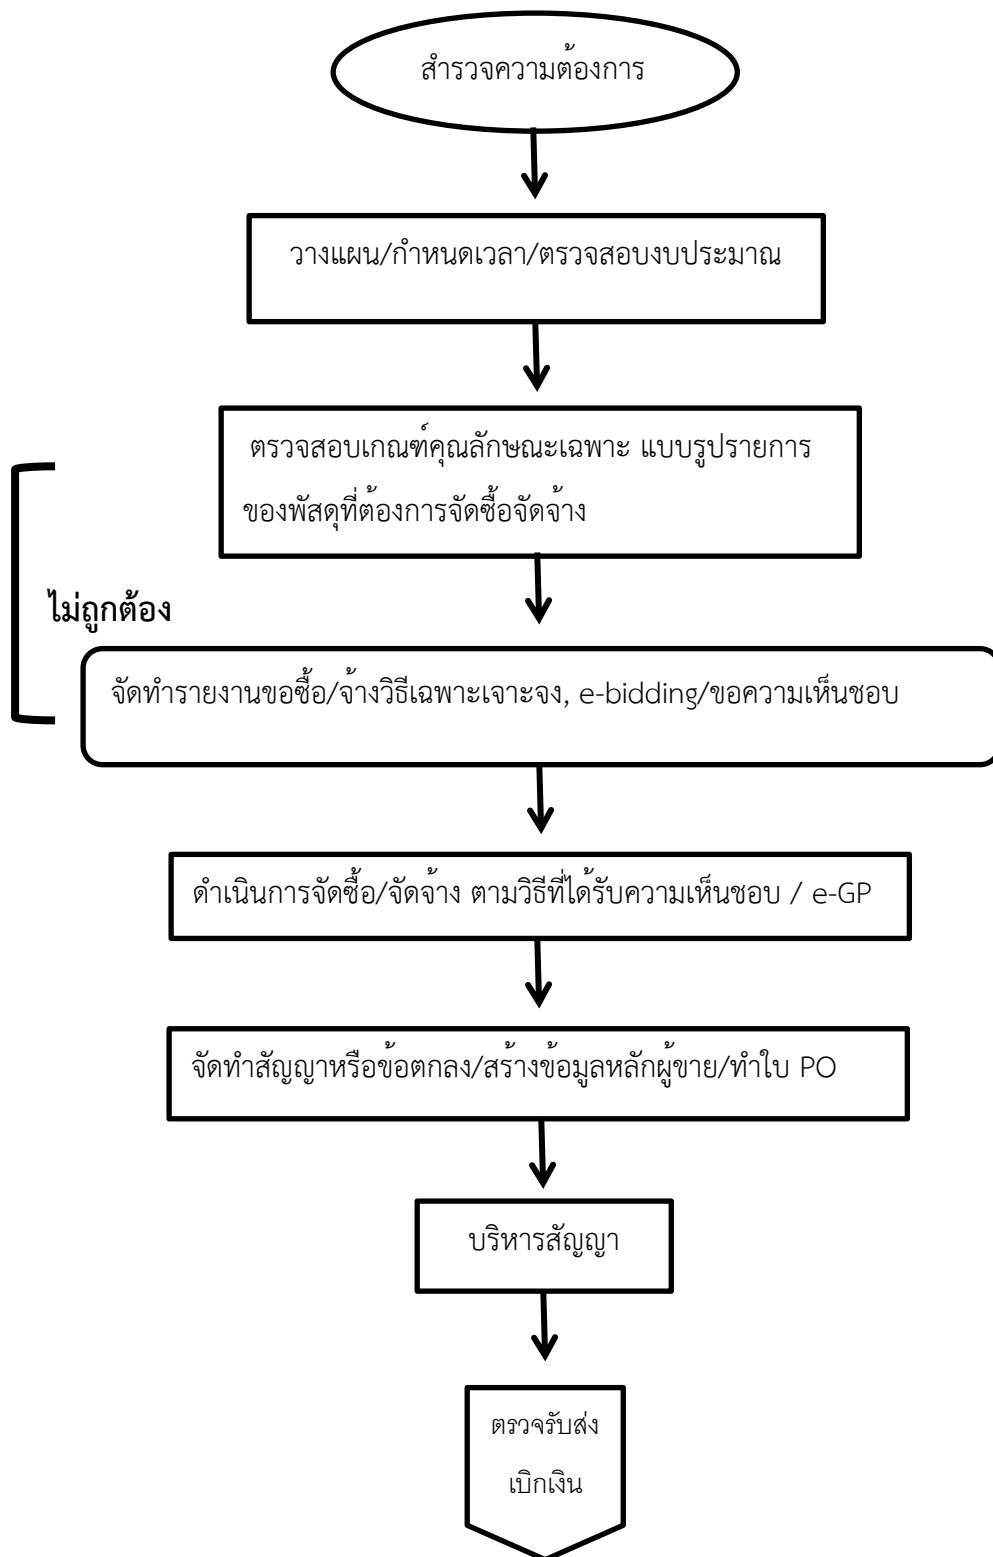 สำรวจความต้องการ
วางแผน/กำหนดเวลา/ตรวจสอบงบประมาณ
ตรวจสอบเกณฑ์คุณลักษณะเฉพาะ แบบรูปรายการ
ของพัสดุที่ต้องการจัดซื้อจัดจ้าง
ไม่ถูกต้อง
จัดทำรายงานขอซื้อ/จ้างวิธีเฉพาะเจาะจง, e-bidding/ขอความเห็นชอบ
ดำเนินการจัดซื้อ/จัดจ้าง ตามวิธีที่ได้รับความเห็นชอบ / e-GP
จัดทำสัญญาหรือข้อตกลง/สร้างข้อมูลหลักผู้ขาย/ทำใบ PO
บริหารสัญญา
ตรวจรับส่ง
เบิกเงิน